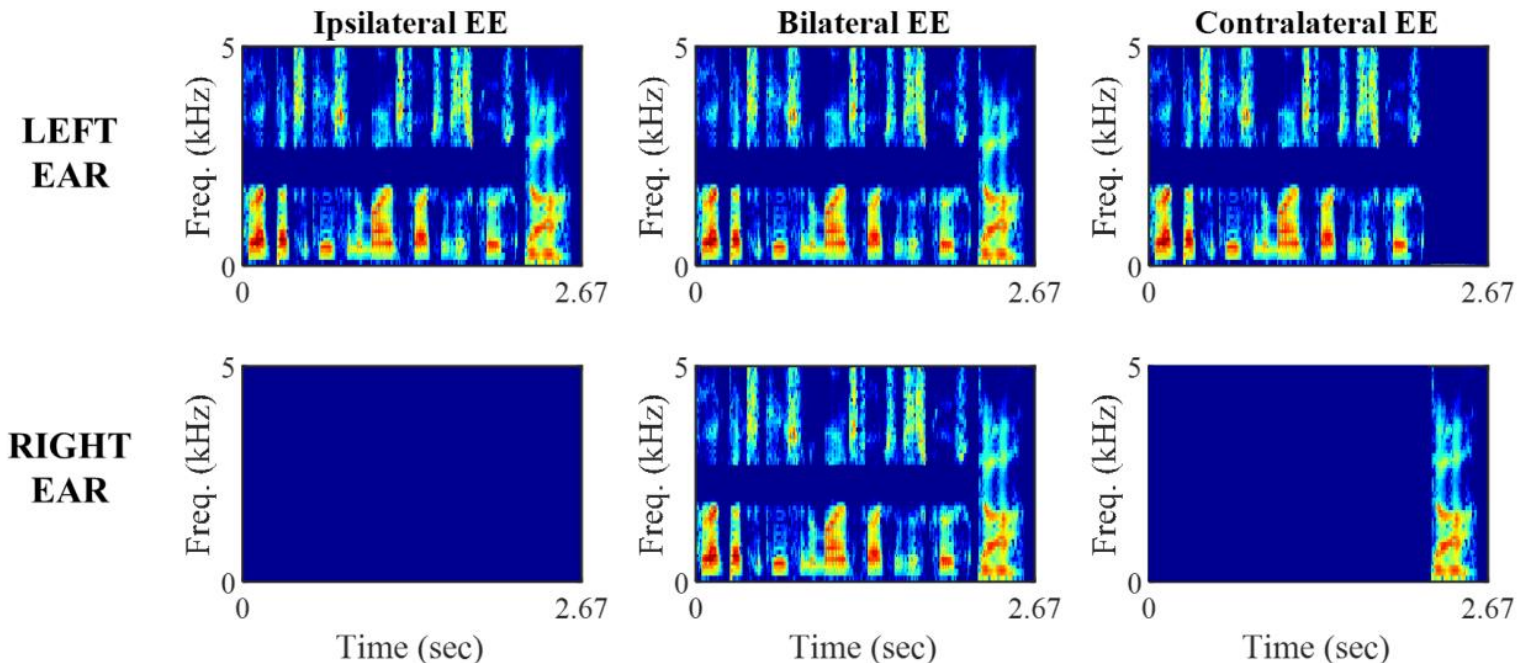 Ipsilateral EE
Bilateral EE
Contralateral EE
LEFT
EAR
Freq. (kHz)
5
0
0
2.67
Freq. (kHz)
5
0
0
2.67
Freq. (kHz)
5
0
0
2.67
RIGHT
EAR
Freq. (kHz)
5
0
0
2.67
Time (sec)
Freq. (kHz)
5
0
0
2.67
Time (sec)
Freq. (kHz)
5
0
0
2.67
Time (sec)